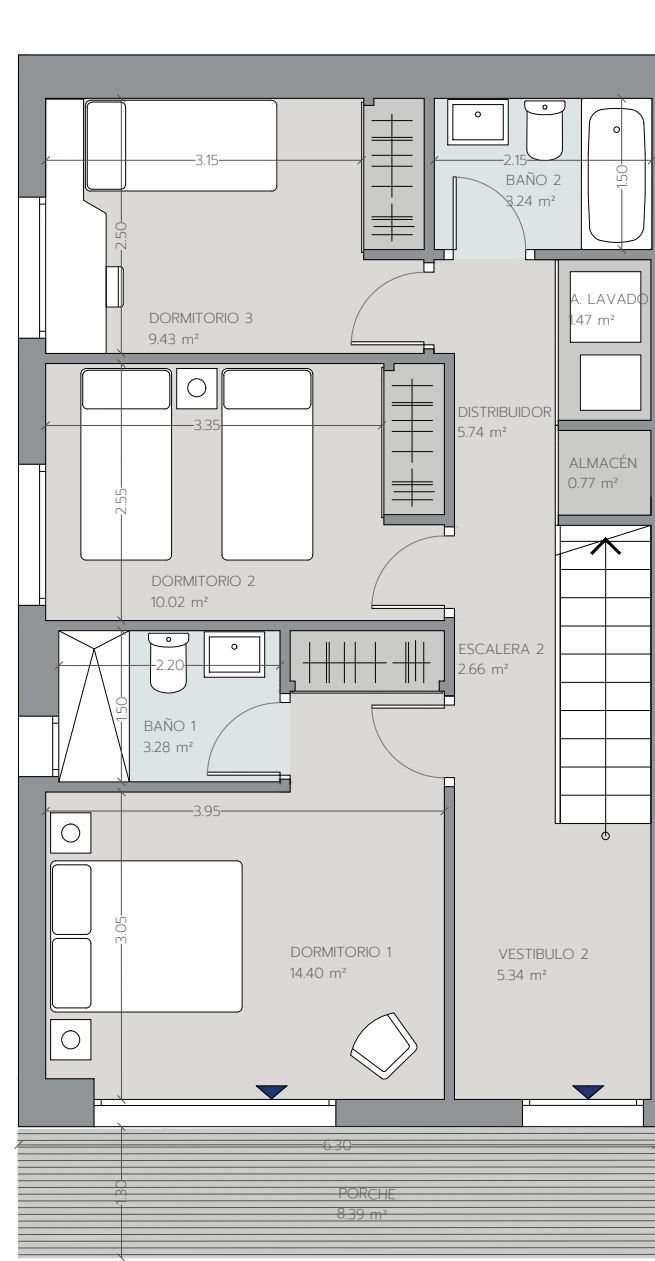 3.15
2.15
BAÑO 2
3.24 m²
1.50
2.50
A. LAVADO
1.47 m²
DORMITORIO 3
9.43 m²
DISTRIBUIDOR
5.74 m²
3.35
ALMACÉN
0.77 m²
2.55
DORMITORIO 2
10.02 m²
ESCALERA 2
2.66 m²
2.20
1.50
BAÑO 1
3.28 m²
3.95
3.05
DORMITORIO 1
14.40 m²
VESTIBULO 2
5.34 m²
6.30
1.30
PORCHE
8.39 m²